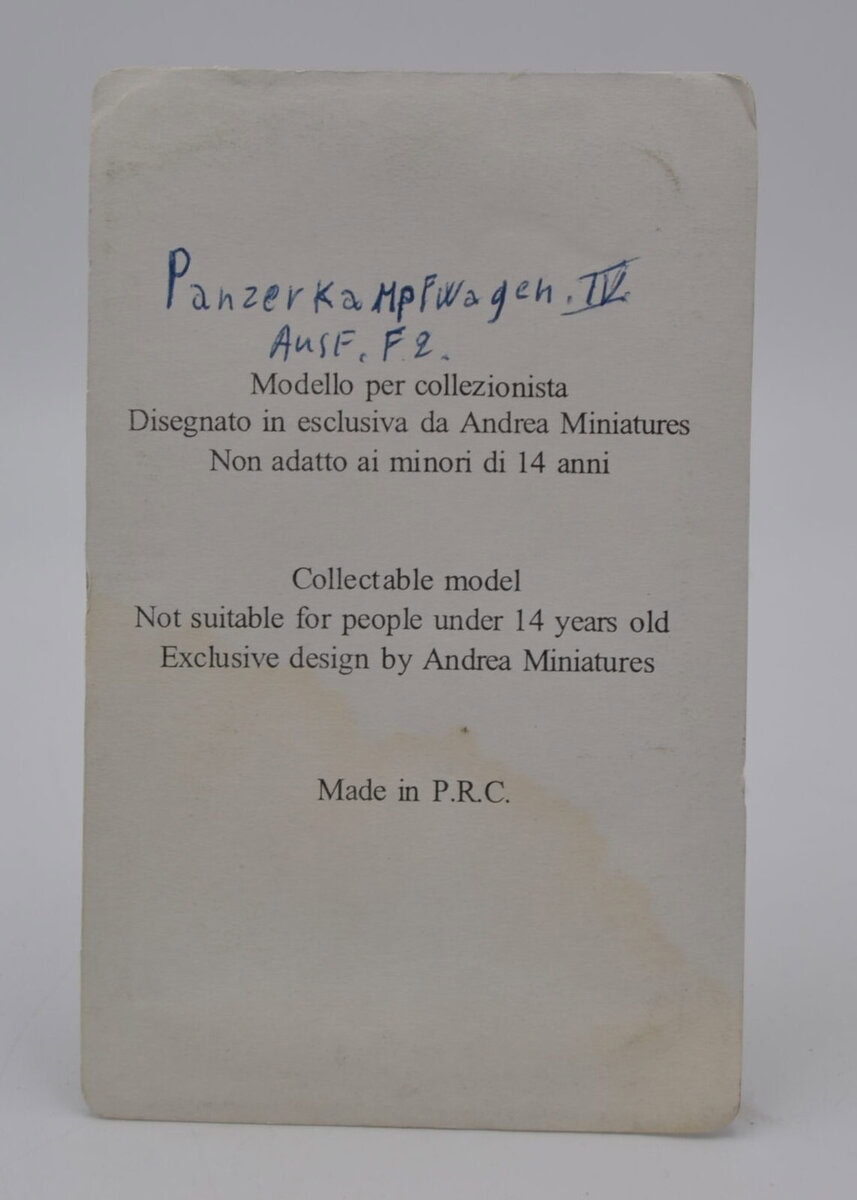 Panzerkampfwagen. IV.
Ausf. F2.
Modello per collezionista
Disegnato in esclusiva da Andrea Miniatures
Non adatto ai minori di 14 anni
Collectable model
Not suitable for people under 14 years old
Exclusive design by Andrea Miniatures
Made in P.R.C.